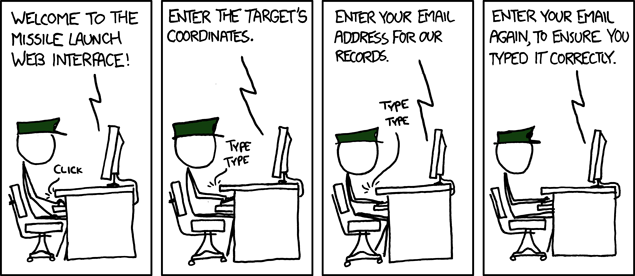 WELCOME TO THE
MISSILE LAUNCH
WEB INTERFACE!
CLICK
ENTER THE TARGET'S
COORDINATES.
TYPE
TYPE
ENTER YOUR EMAIL
ADDRESS FOR OUR
RECORDS.
TYPE
TYPE
ENTER YOUR EMAIL
AGAIN, TO ENSURE YOU
TYPED IT CORRECTLY.